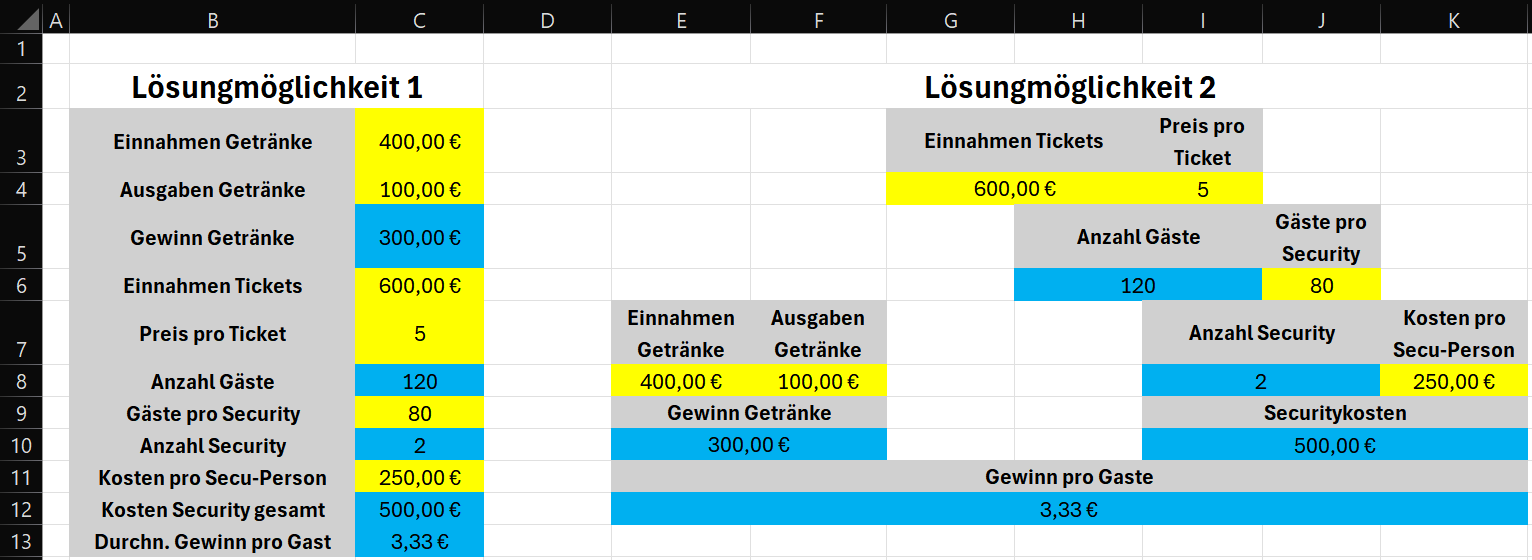 A B C D E F G H I J K
1
2 Lösungmöglichkeit 1 Lösungmöglichkeit 2
3 Einnahmen Getränke 400,00 € Einnahmen Tickets Preis pro
Ticket
4 Ausgaben Getränke 100,00 € 600,00 € 5
5 Gewinn Getränke 300,00 € Anzahl Gäste Gäste pro
Security
6 Einnahmen Tickets 600,00 € 120 80
7 Preis pro Ticket 5 Einnahmen
Getränke Ausgaben
Getränke Anzahl Security Kosten pro
Secu-Person
8 Anzahl Gäste 120 400,00 € 100,00 € 2 250,00 €
9 Gäste pro Security 80 Gewinn Getränke Securitykosten
10 Anzahl Security 2 300,00 € 500,00 €
11 Kosten pro Secu-Person 250,00 € Gewinn pro Gaste
12 Kosten Security gesamt 500,00 € 3,33 €
13 Durchn. Gewinn pro Gast 3,33 €